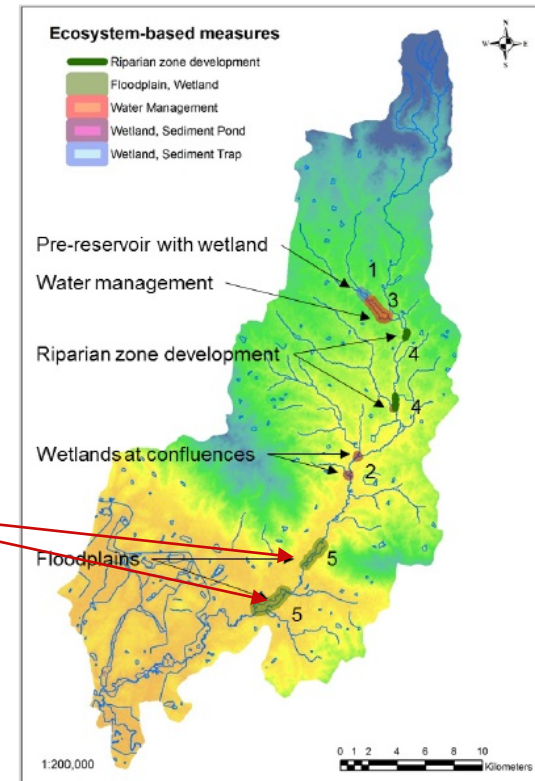 Ecosystem-based measures
Riparian zone development
Floodplain, Wetland
Water Management
Wetland, Sediment Pond
Wetland, Sediment Trap
N
W E
S
Pre-reservoir with wetland
1
Water management
3
Riparian zone development
4
4
Wetlands at confluences
2
Floodplains
5
5
1:200,000
0 1 2 4 6 8 10
Kilometers